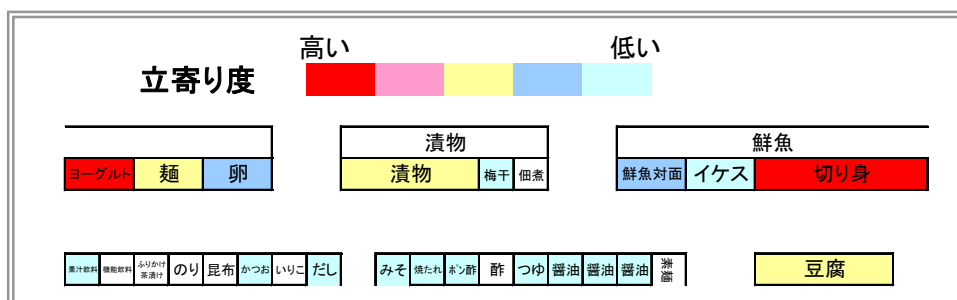 高い 低い
立寄り度
漬物 鮮魚
ヨーグルト 麺 卵 漬物 梅干 佃煮 鮮魚対面 イケス 切り身
果汁飲料 機能飲料 ふりかけ茶漬け のり 昆布 かつお いりこ だし みそ 焼たれ ポン酢 酢 つゆ 醤油 醤油 醤油 素麺 豆腐